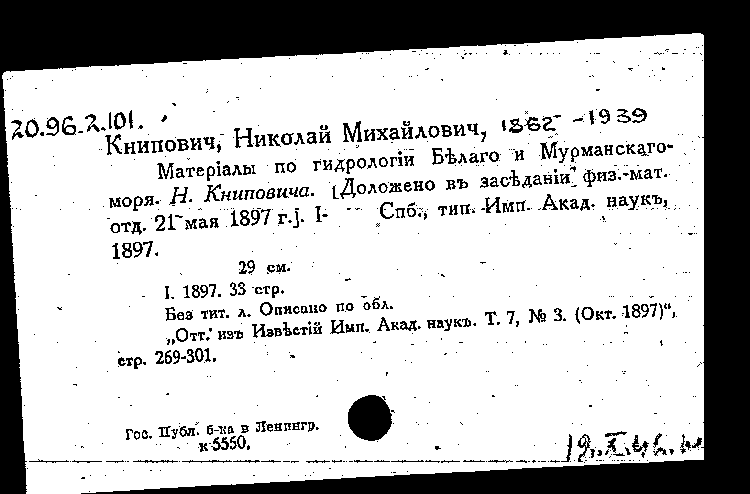 20.96.2.101.
Книпович, Николай Михайлович, 1862 - 1939
Матеріалы по гидрологіи Бѣлаго и Мурманскаго
моря. Н. Книповича. [Доложено въ засѣданіи физ.-мат.
отд. 21 мая 1897 г.]. I- Спб., тип. Имп. Акад. наукъ,
1897.
29 см.
I. 1897. 33 стр.
Без тит. л. Описано по обл.
„Отт. изъ Извѣстій Имп. Акад. наукъ. Т. 7, № 3. (Окт. 1897)“,
стр. 269-301.
Гос. Публ. б-ка в Ленингр.
к 5550.
19.X.46.